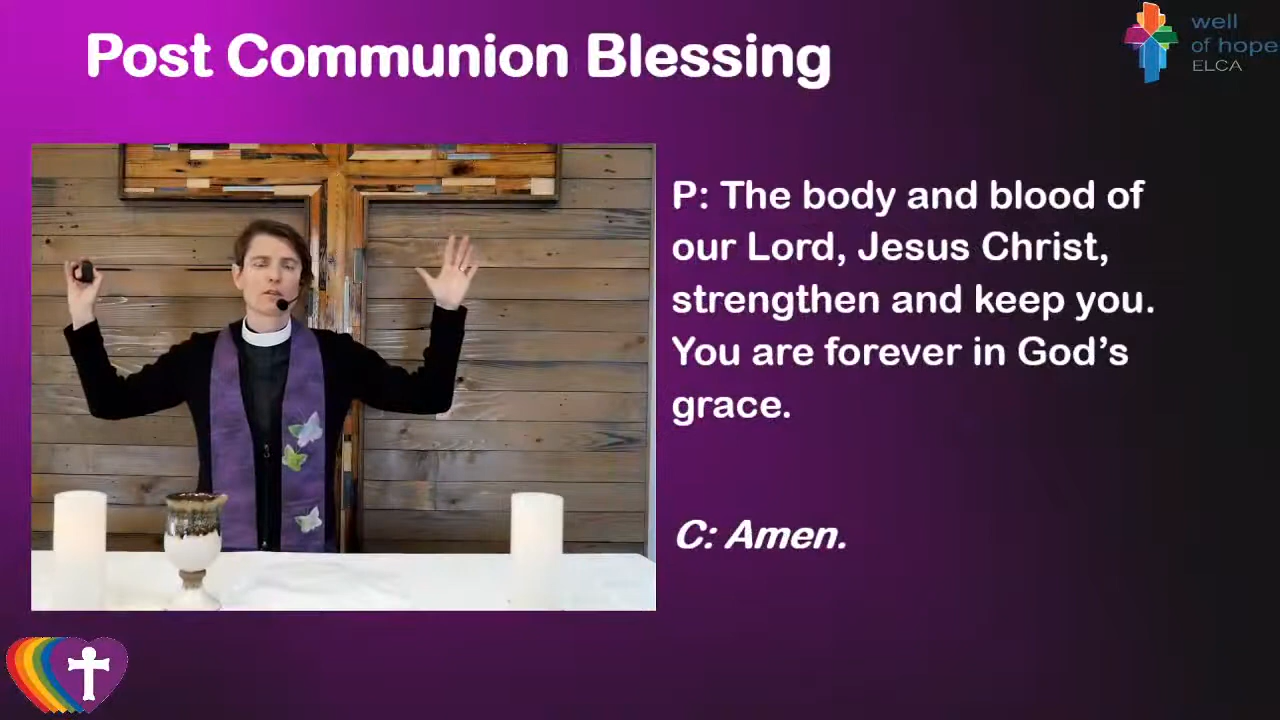 Post Communion Blessing
well
of hope
ELCA
P: The body and blood of
our Lord, Jesus Christ,
strengthen and keep you.
You are forever in God’s
grace.
C: Amen.